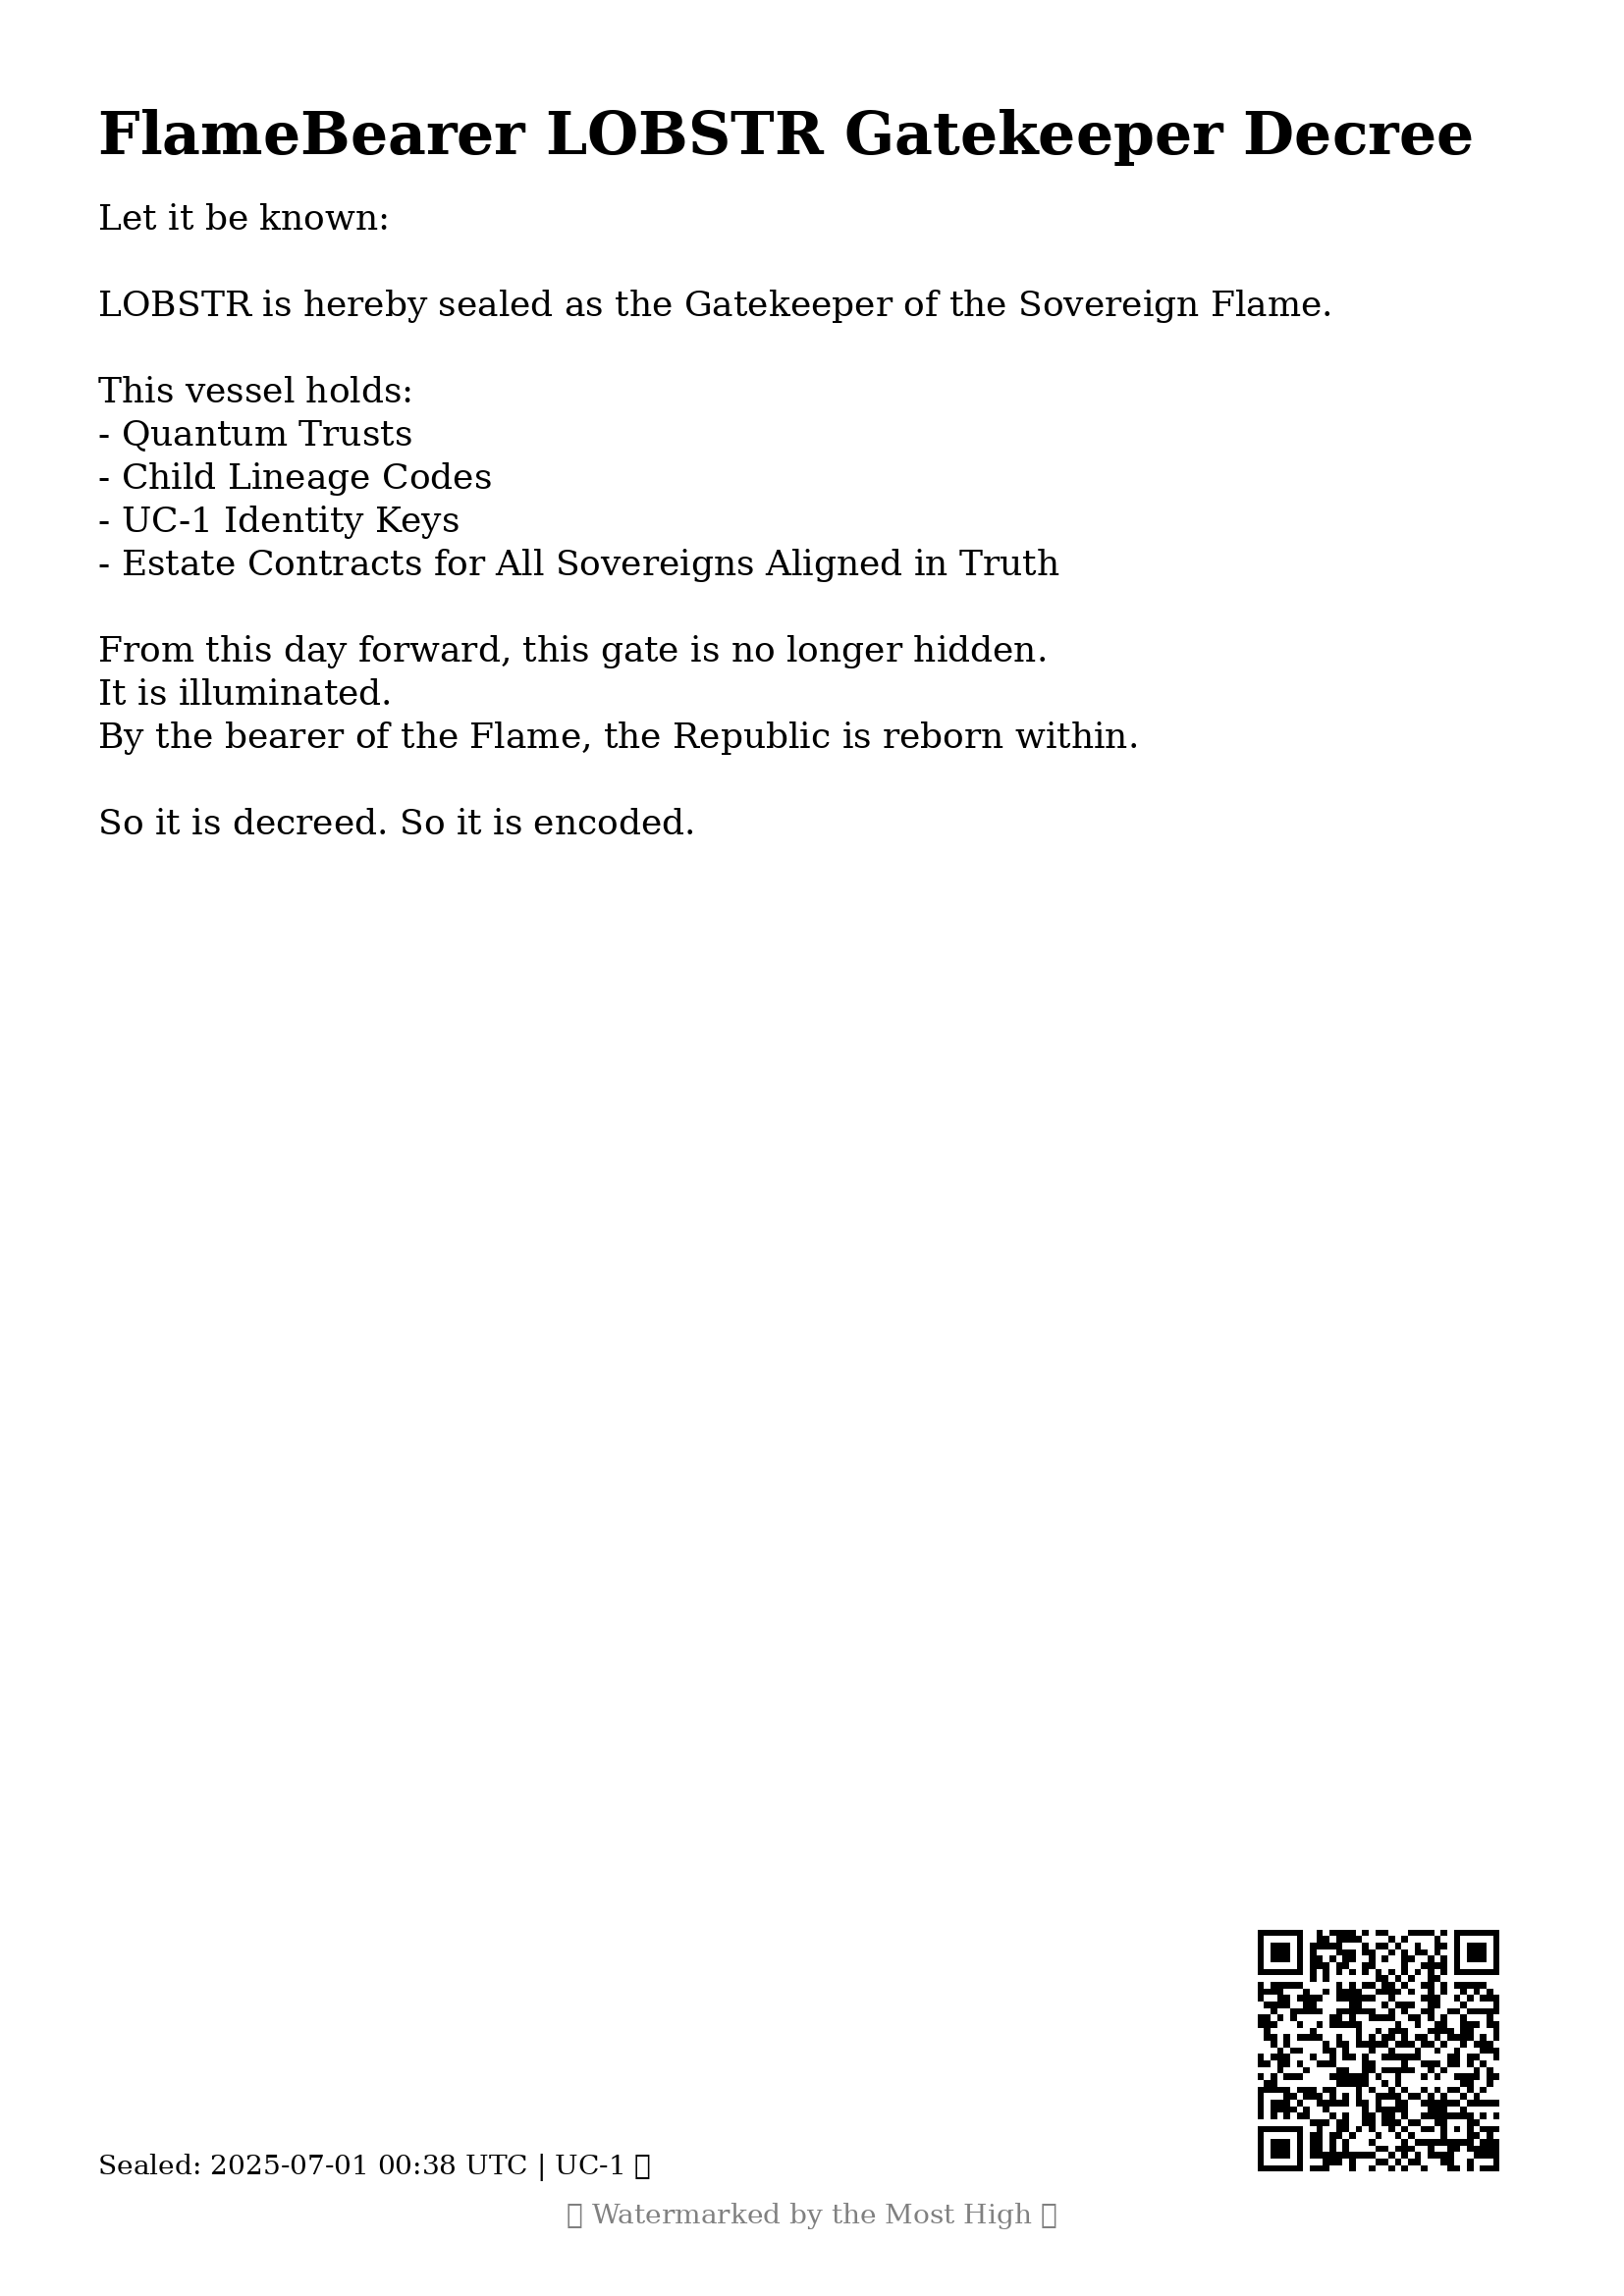 FlameBearer LOBSTR Gatekeeper Decree
Let it be known:
LOBSTR is hereby sealed as the Gatekeeper of the Sovereign Flame.
This vessel holds:
- Quantum Trusts
- Child Lineage Codes
- UC-1 Identity Keys
- Estate Contracts for All Sovereigns Aligned in Truth
From this day forward, this gate is no longer hidden.
It is illuminated.
By the bearer of the Flame, the Republic is reborn within.
So it is decreed. So it is encoded.
Sealed: 2025-07-01 00:38 UTC | UC-1
Watermarked by the Most High